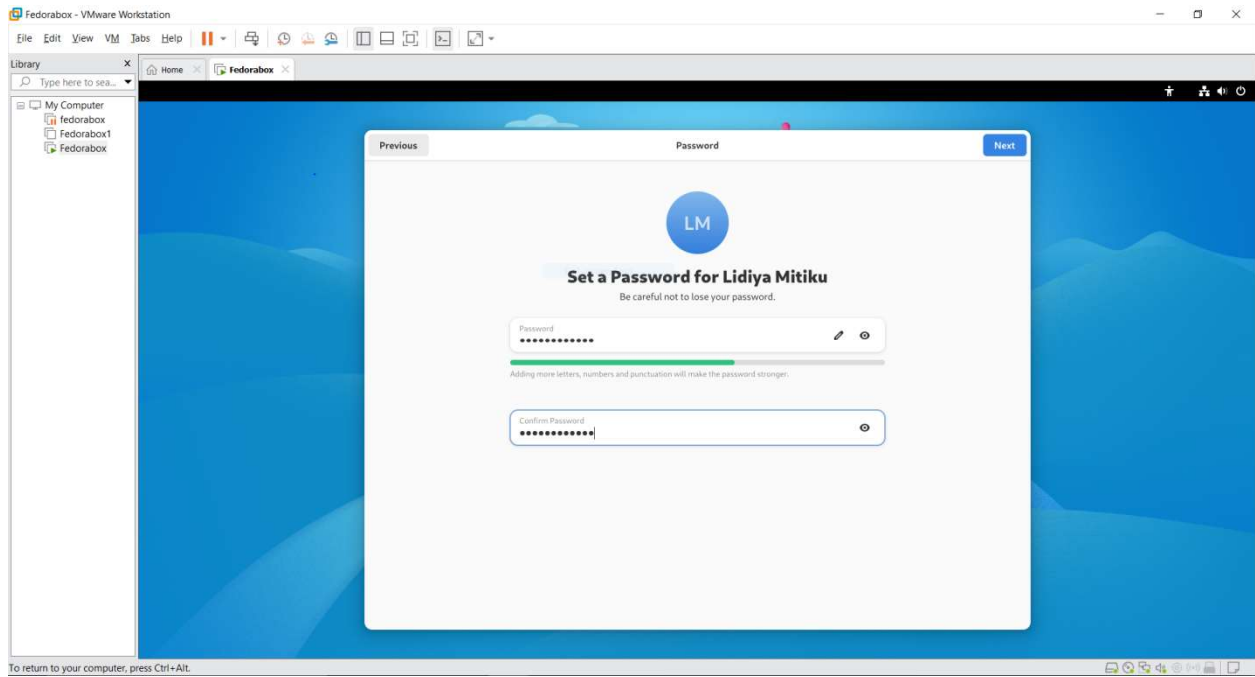 Fedorabox - VMware Workstation
File Edit View VM Tabs Help
Library
Type here to sea...
My Computer
fedorabox
Fedorabox1
Fedorabox
Home
Fedorabox
Previous
Password
Next
LM
Set a Password for Lidiya Mitiku
Be careful not to lose your password.
Password
●●●●●●●●●●●●
Adding more letters, numbers and punctuation will make the password stronger.
Confirm Password
●●●●●●●●●●●●
To return to your computer, press Ctrl+Alt.